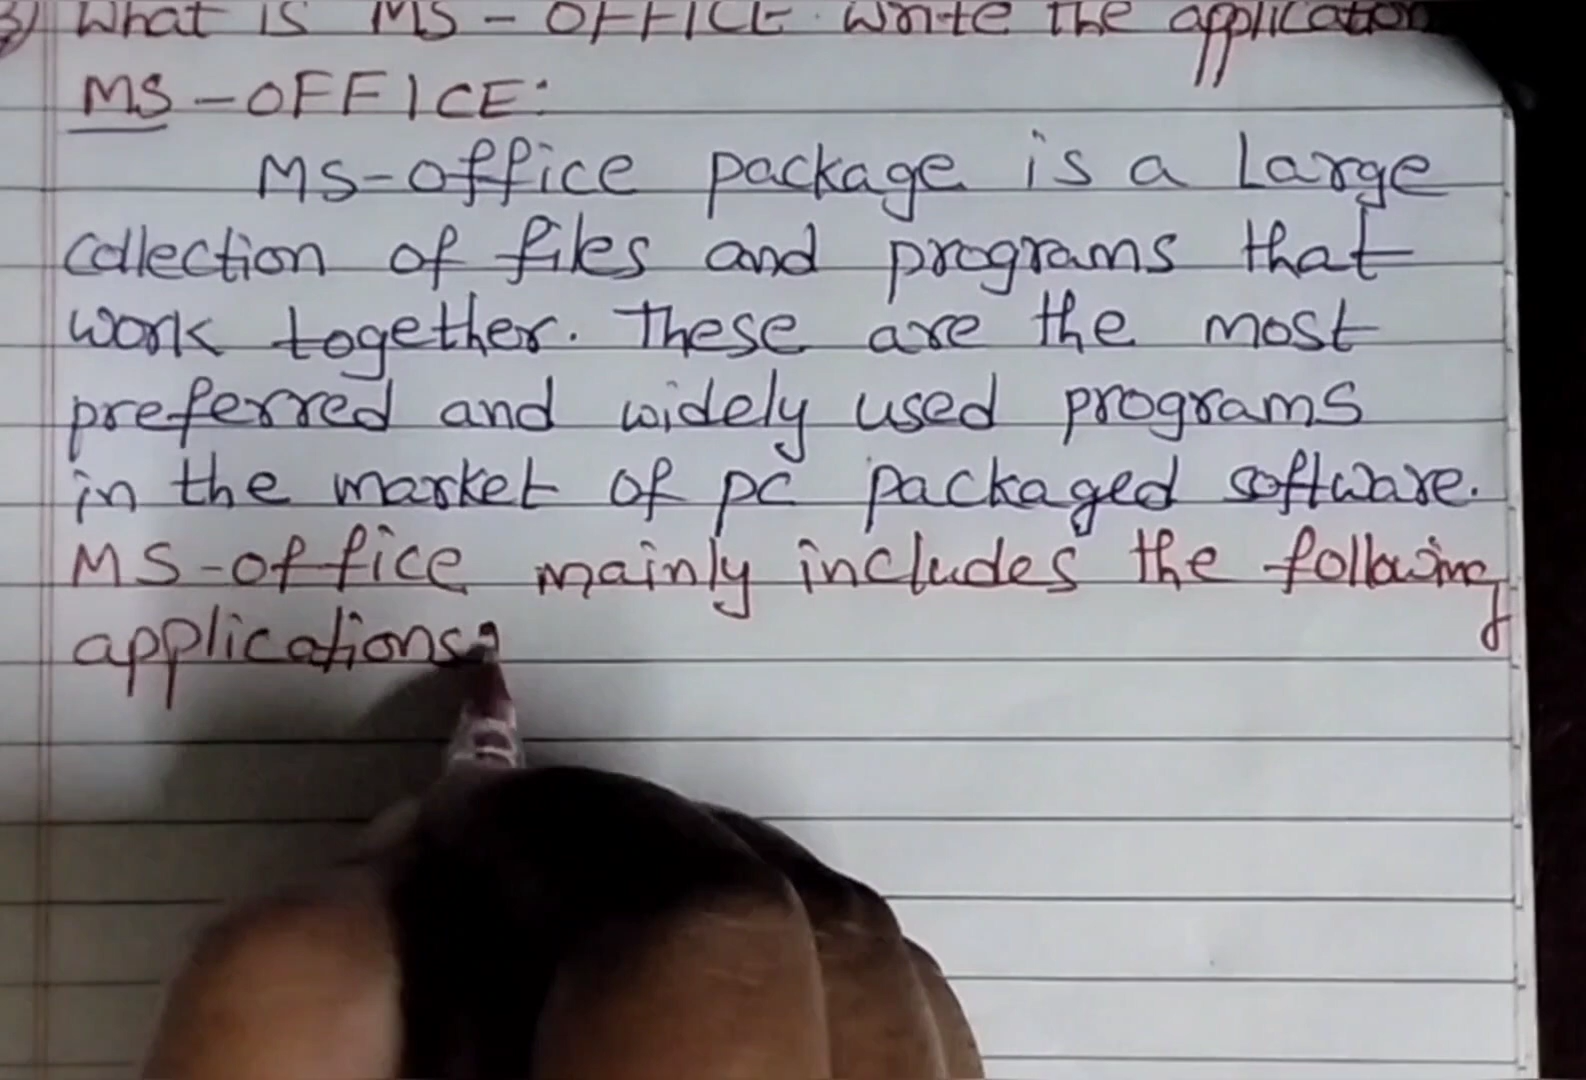 3) What is MS - OFFICE. Write the application
MS - OFFICE:
MS-office package is a Large
collection of files and programs that
work together. These are the most
preferred and widely used programs
in the market of pc packaged software.
MS-office mainly includes the following
applications